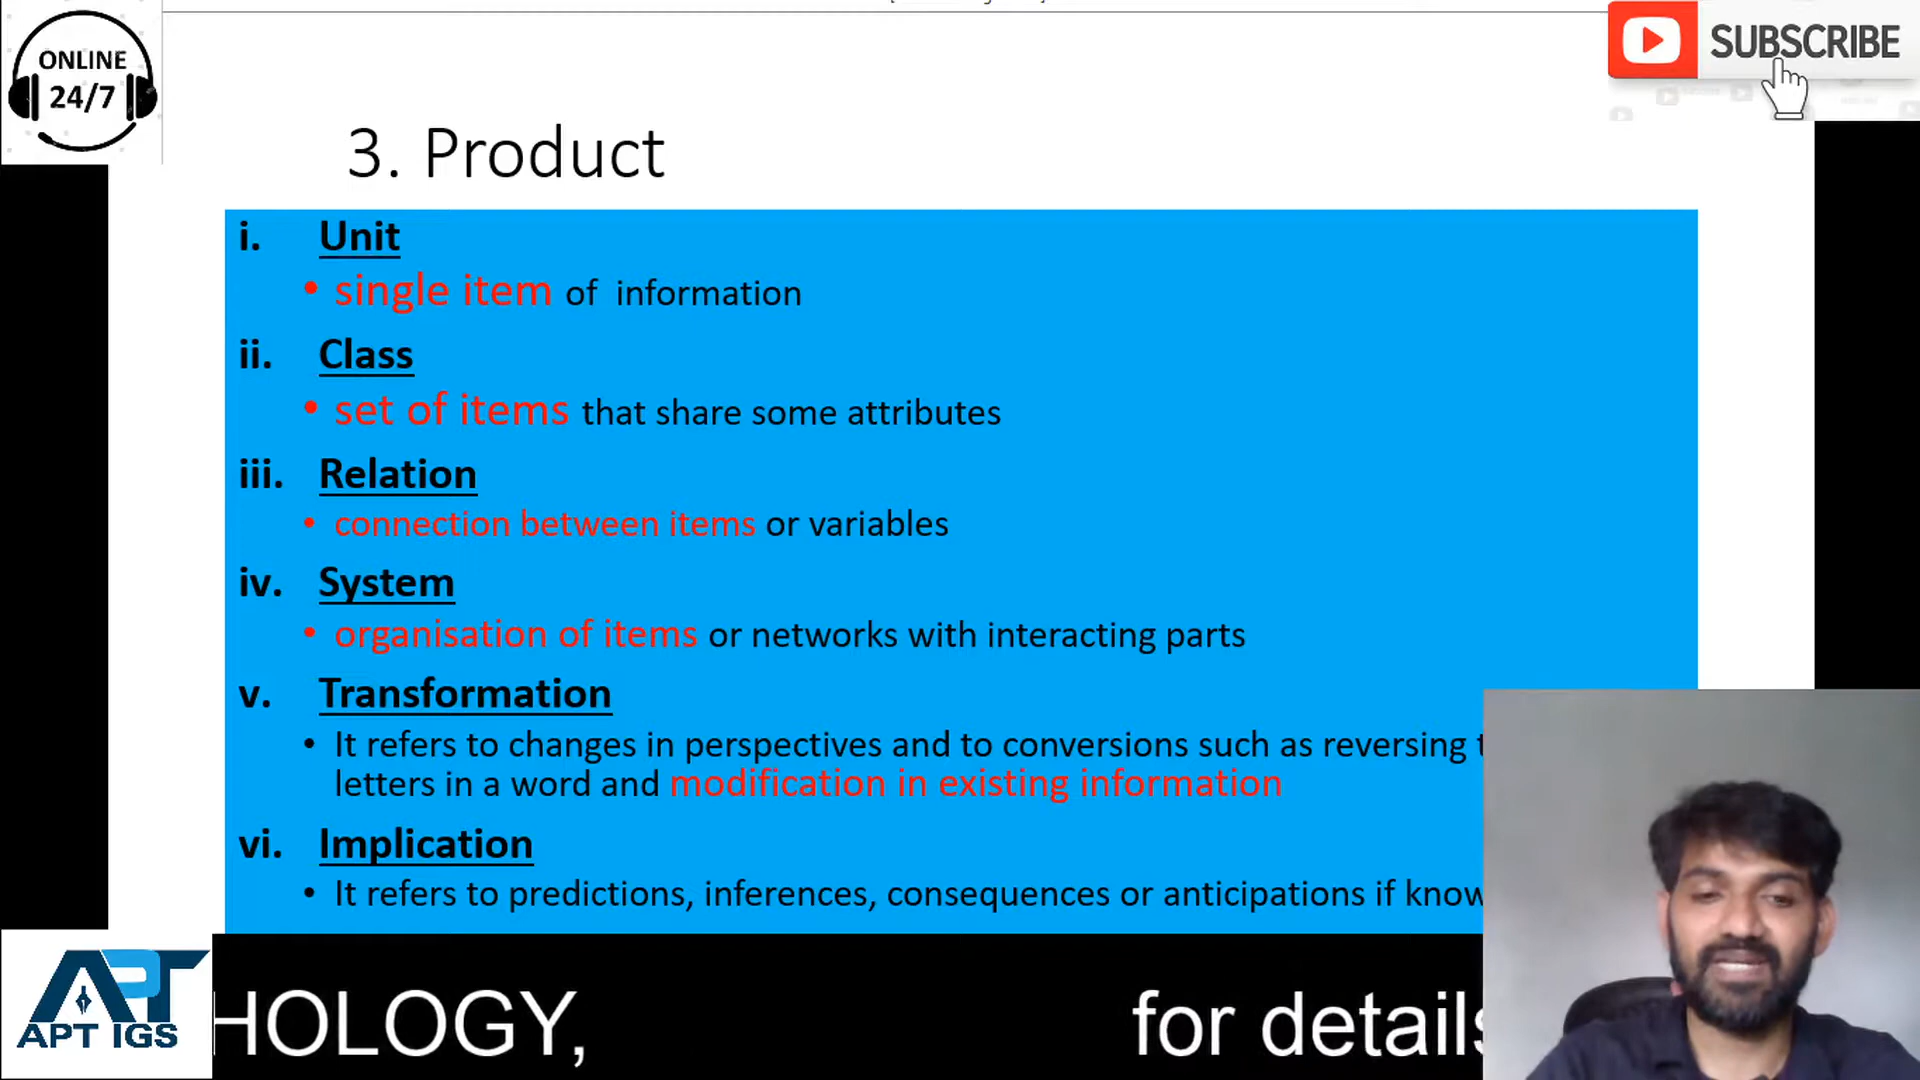 ONLINE
24/7
SUBSCRIBE
3. Product
i. Unit
• single item of information
ii. Class
• set of items that share some attributes
iii. Relation
• connection between items or variables
iv. System
• organisation of items or networks with interacting parts
v. Transformation
• It refers to changes in perspectives and to conversions such as reversing
letters in a word and modification in existing information
vi. Implication
• It refers to predictions, inferences, consequences or anticipations if know
APT IGS
HOLOGY, for details